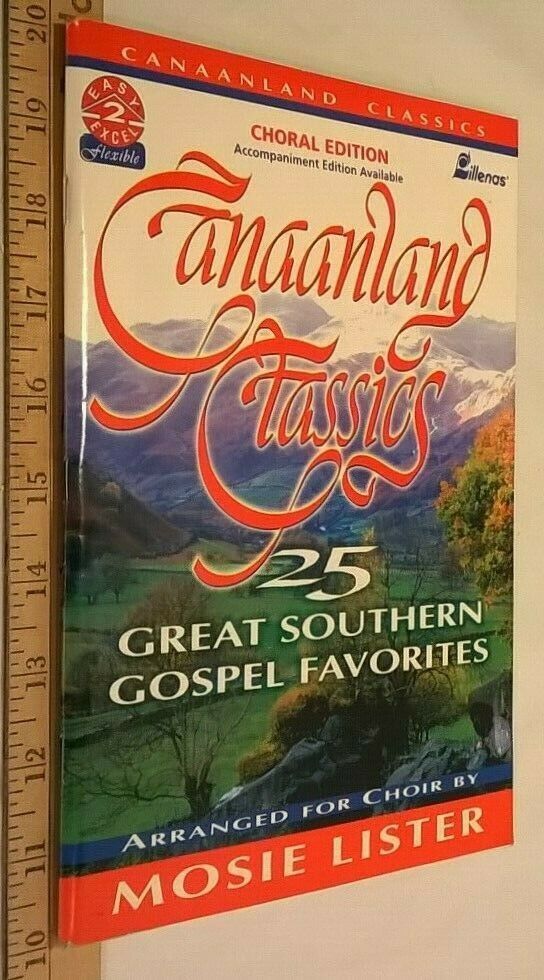 CANAANLAND CLASSICS
EASY
2
EXCEL
Flexible
CHORAL EDITION
Accompaniment Edition Available
Lillenas®
Canaanland
Classics
25
GREAT SOUTHERN
GOSPEL FAVORITES
ARRANGED FOR CHOIR BY
MOSIE LISTER
20
19
18
17
16
15
14
13
12
11
10